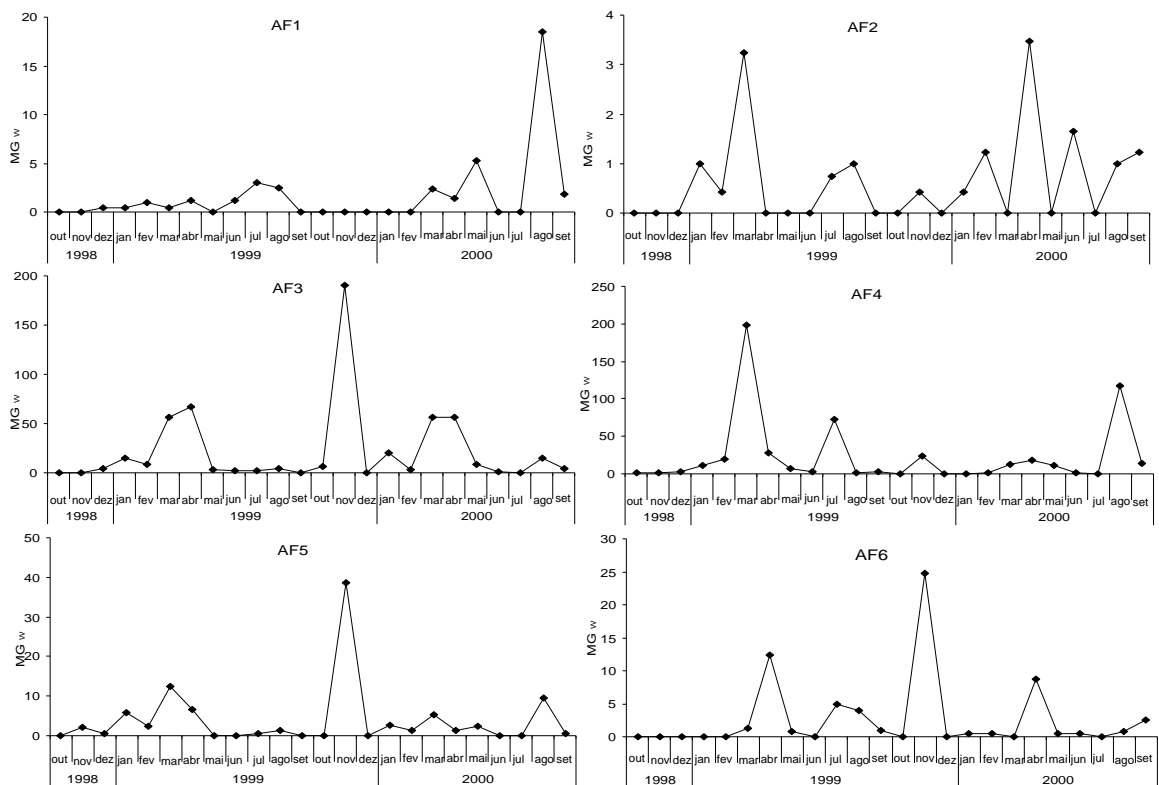 AF1
20
15
10
5
0
MG w
out nov dez jan fev mar abr mai jun jul ago set out nov dez jan fev mar abr mai jun jul ago set
1998 1999 2000
AF2
4
3
2
1
0
MG w
out nov dez jan fev mar abr mai jun jul ago set out nov dez jan fev mar abr mai jun jul ago set
1998 1999 2000
AF3
200
150
100
50
0
MG w
out nov dez jan fev mar abr mai jun jul ago set out nov dez jan fev mar abr mai jun jul ago set
1998 1999 2000
AF4
250
200
150
100
50
0
MG w
out nov dez jan fev mar abr mai jun jul ago set out nov dez jan fev mar abr mai jun jul ago set
1998 1999 2000
AF5
50
40
30
20
10
0
MG w
out nov dez jan fev mar abr mai jun jul ago set out nov dez jan fev mar abr mai jun jul ago set
1998 1999 2000
AF6
30
25
20
15
10
5
0
MG w
out nov dez jan fev mar abr mai jun jul ago set out nov dez jan fev mar abr mai jun jul ago set
1998 1999 2000